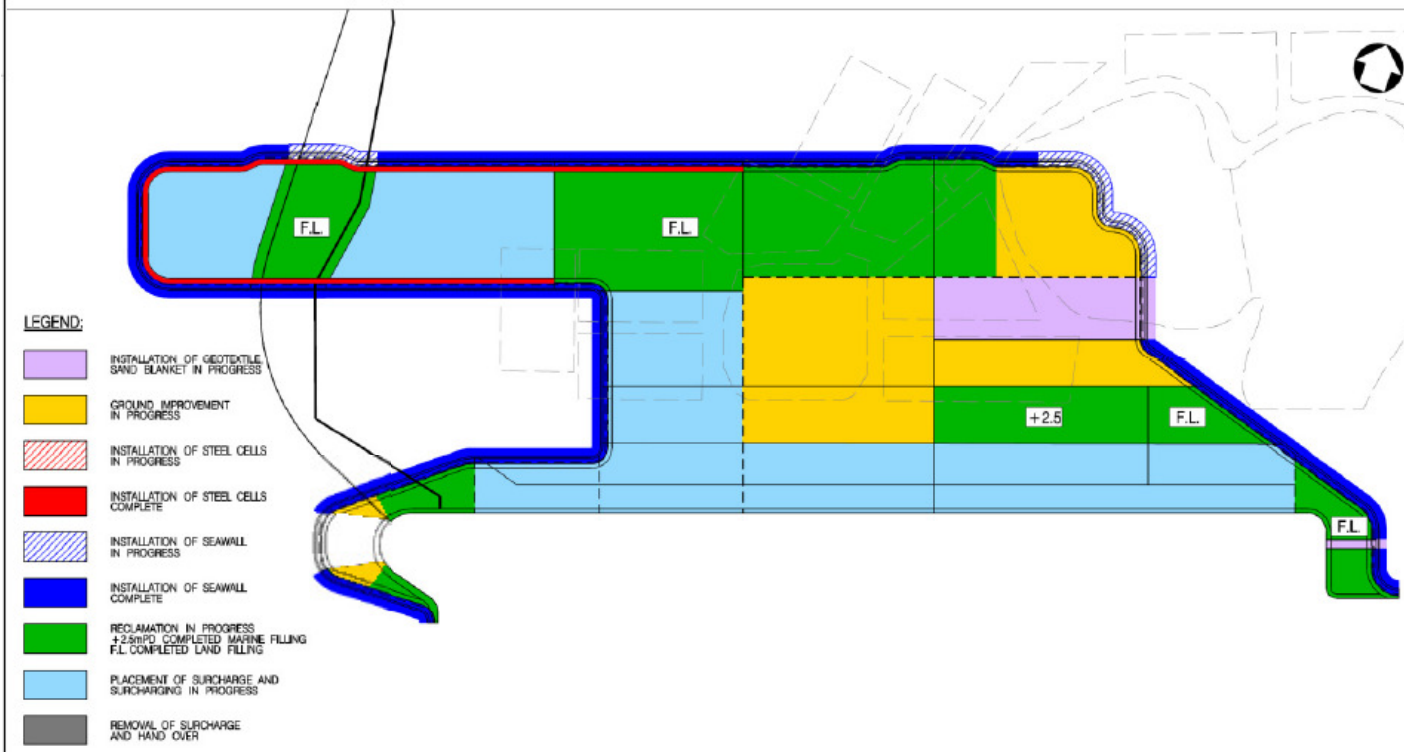 F.L.
F.L.
+2.5
F.L.
F.L.
LEGEND:
INSTALLATION OF GEOTEXTILE,
SAND BLANKET IN PROGRESS
GROUND IMPROVEMENT
IN PROGRESS
INSTALLATION OF STEEL CELLS
IN PROGRESS
INSTALLATION OF STEEL CELLS
COMPLETE
INSTALLATION OF SEAWALL
IN PROGRESS
INSTALLATION OF SEAWALL
COMPLETE
RECLAMATION IN PROGRESS
+2.5mPD COMPLETED MARINE FILLING
F.L. COMPLETED LAND FILLING
PLACEMENT OF SURCHARGE AND
SURCHARGING IN PROGRESS
REMOVAL OF SURCHARGE
AND HAND OVER